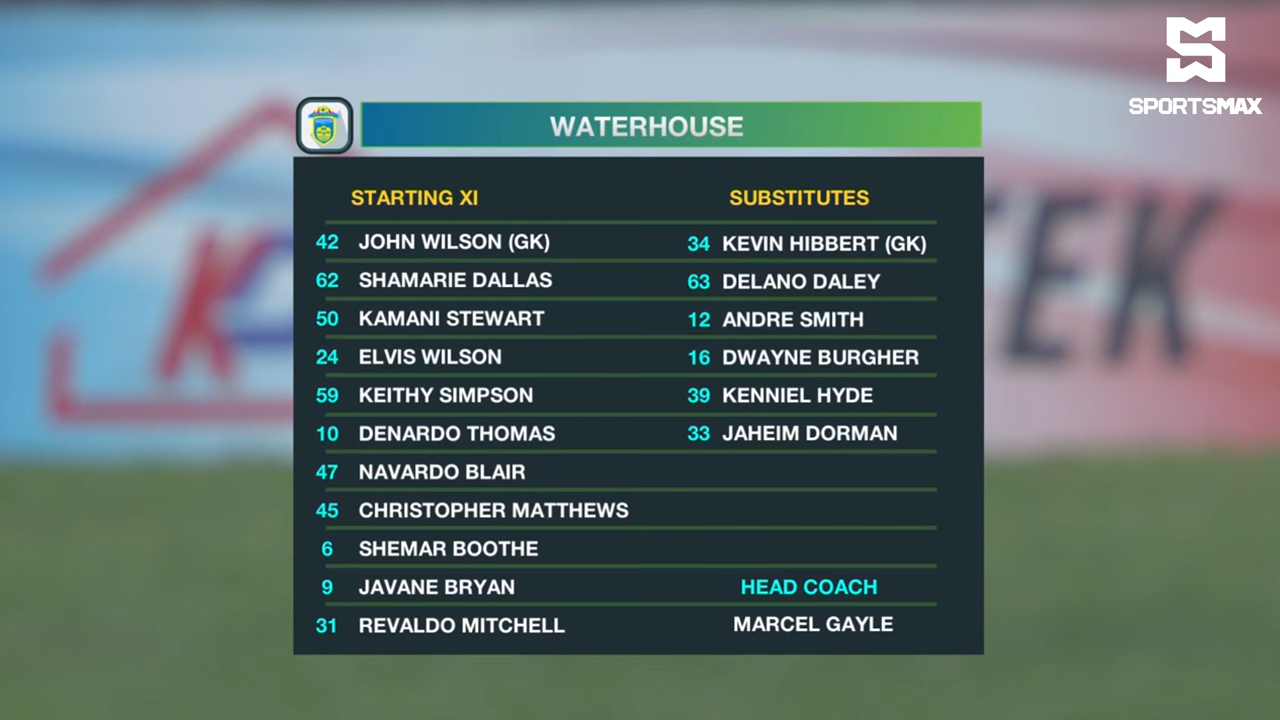 SPORTSMAX
WATERHOUSE
STARTING XI
42 JOHN WILSON (GK)
62 SHAMARIE DALLAS
50 KAMANI STEWART
24 ELVIS WILSON
59 KEITHY SIMPSON
10 DENARDO THOMAS
47 NAVARDO BLAIR
45 CHRISTOPHER MATTHEWS
6 SHEMAR BOOTHE
9 JAVANE BRYAN
31 REVALDO MITCHELL
SUBSTITUTES
34 KEVIN HIBBERT (GK)
63 DELANO DALEY
12 ANDRE SMITH
16 DWAYNE BURGHER
39 KENNIEL HYDE
33 JAHEIM DORMAN
HEAD COACH
MARCEL GAYLE